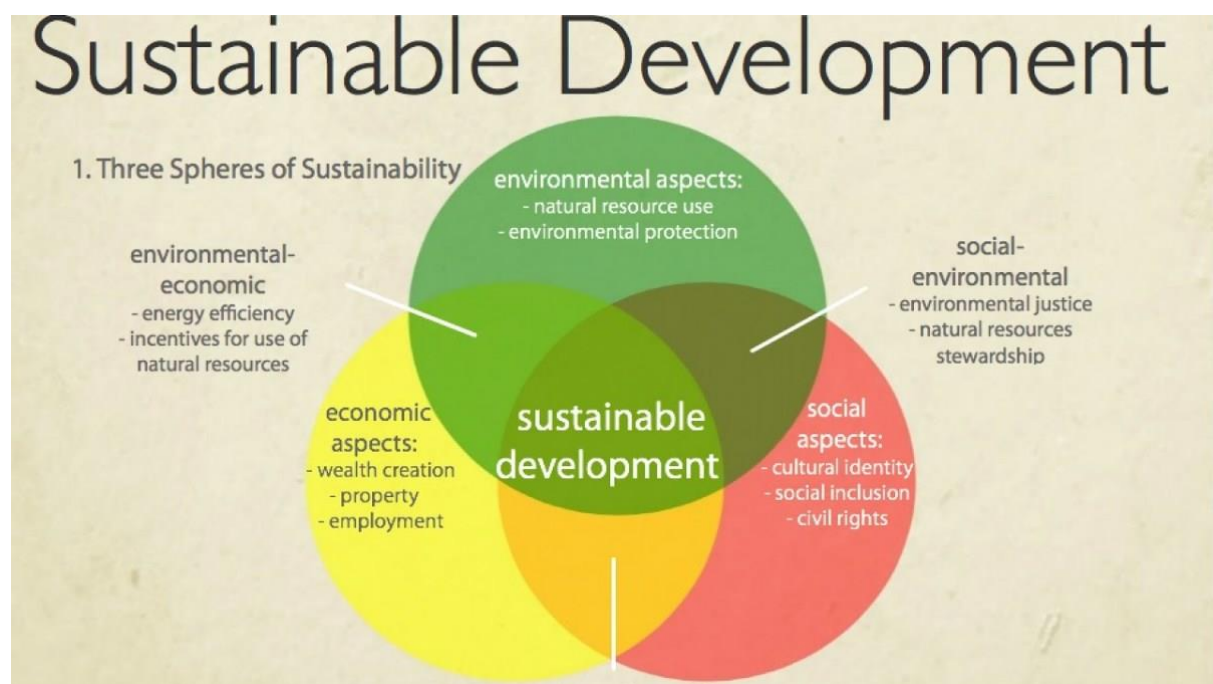 Sustainable Development
1. Three Spheres of Sustainability
environmental aspects:
- natural resource use
- environmental protection
environmental-
economic
- energy efficiency
- incentives for use of
natural resources
social-
environmental
- environmental justice
- natural resources
stewardship
economic
aspects:
- wealth creation
- property
- employment
sustainable
development
social
aspects:
- cultural identity
- social inclusion
- civil rights